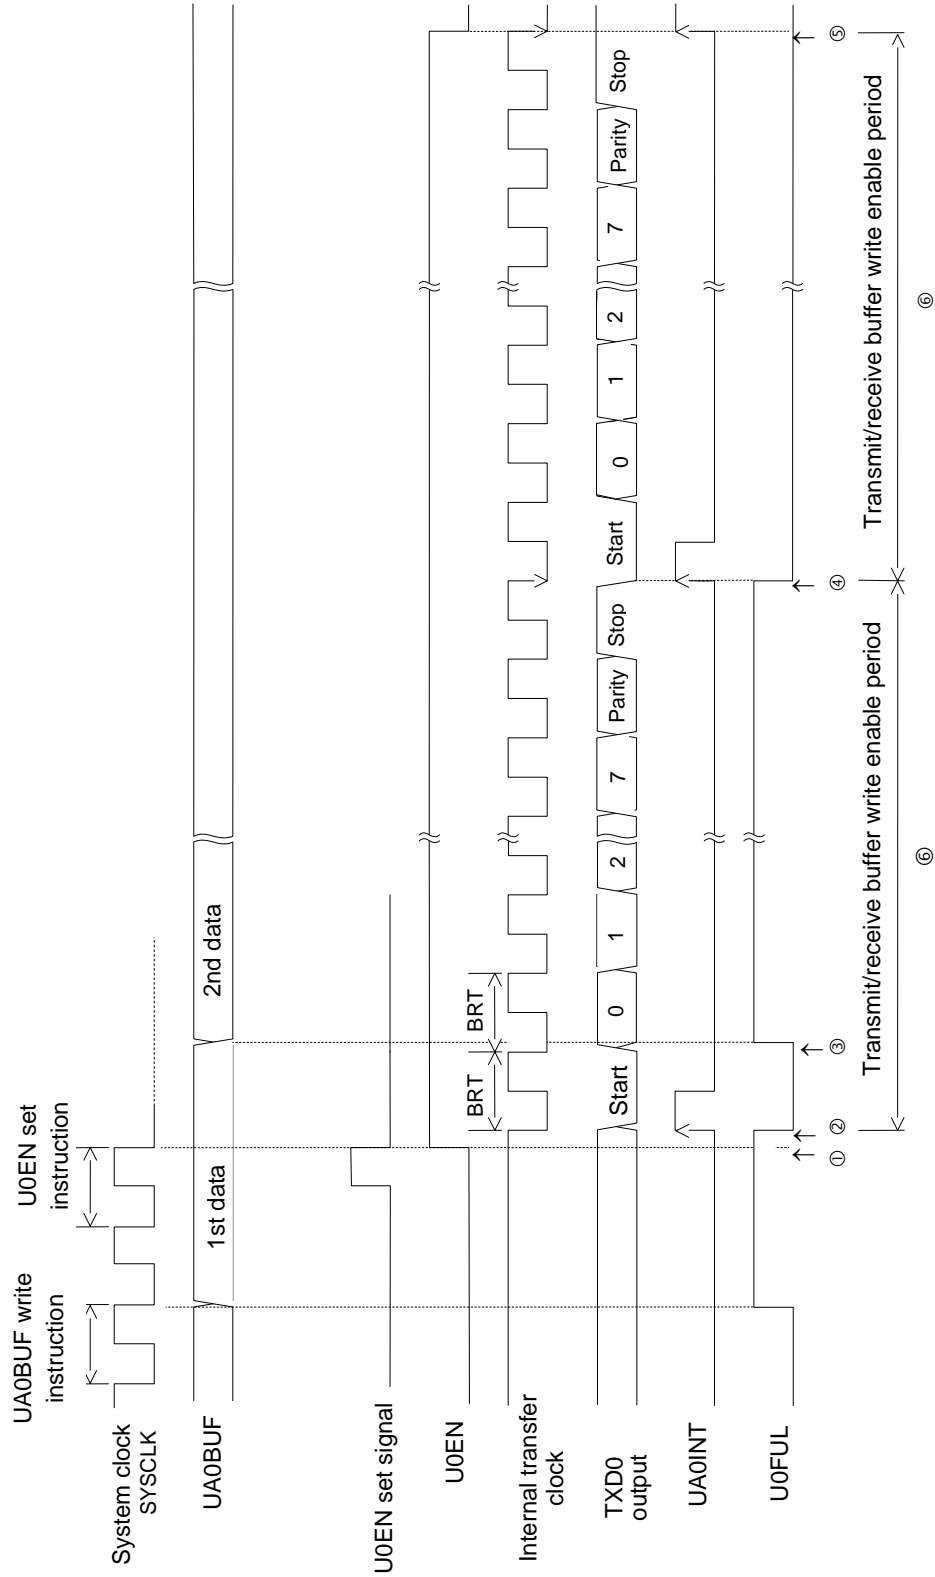 UA0BUF write
instruction
U0EN set
instruction
System clock
SYSCLK
UA0BUF
1st data
2nd data
U0EN set signal
U0EN
BRT
BRT
Internal transfer
clock
TXD0
output
Start
0
1
2
7
Parity
Stop
Start
0
1
2
7
Parity
Stop
UA0INT
U0FUL
①
②
③
④
⑤
Transmit/receive buffer write enable period
Transmit/receive buffer write enable period
⑥
⑥